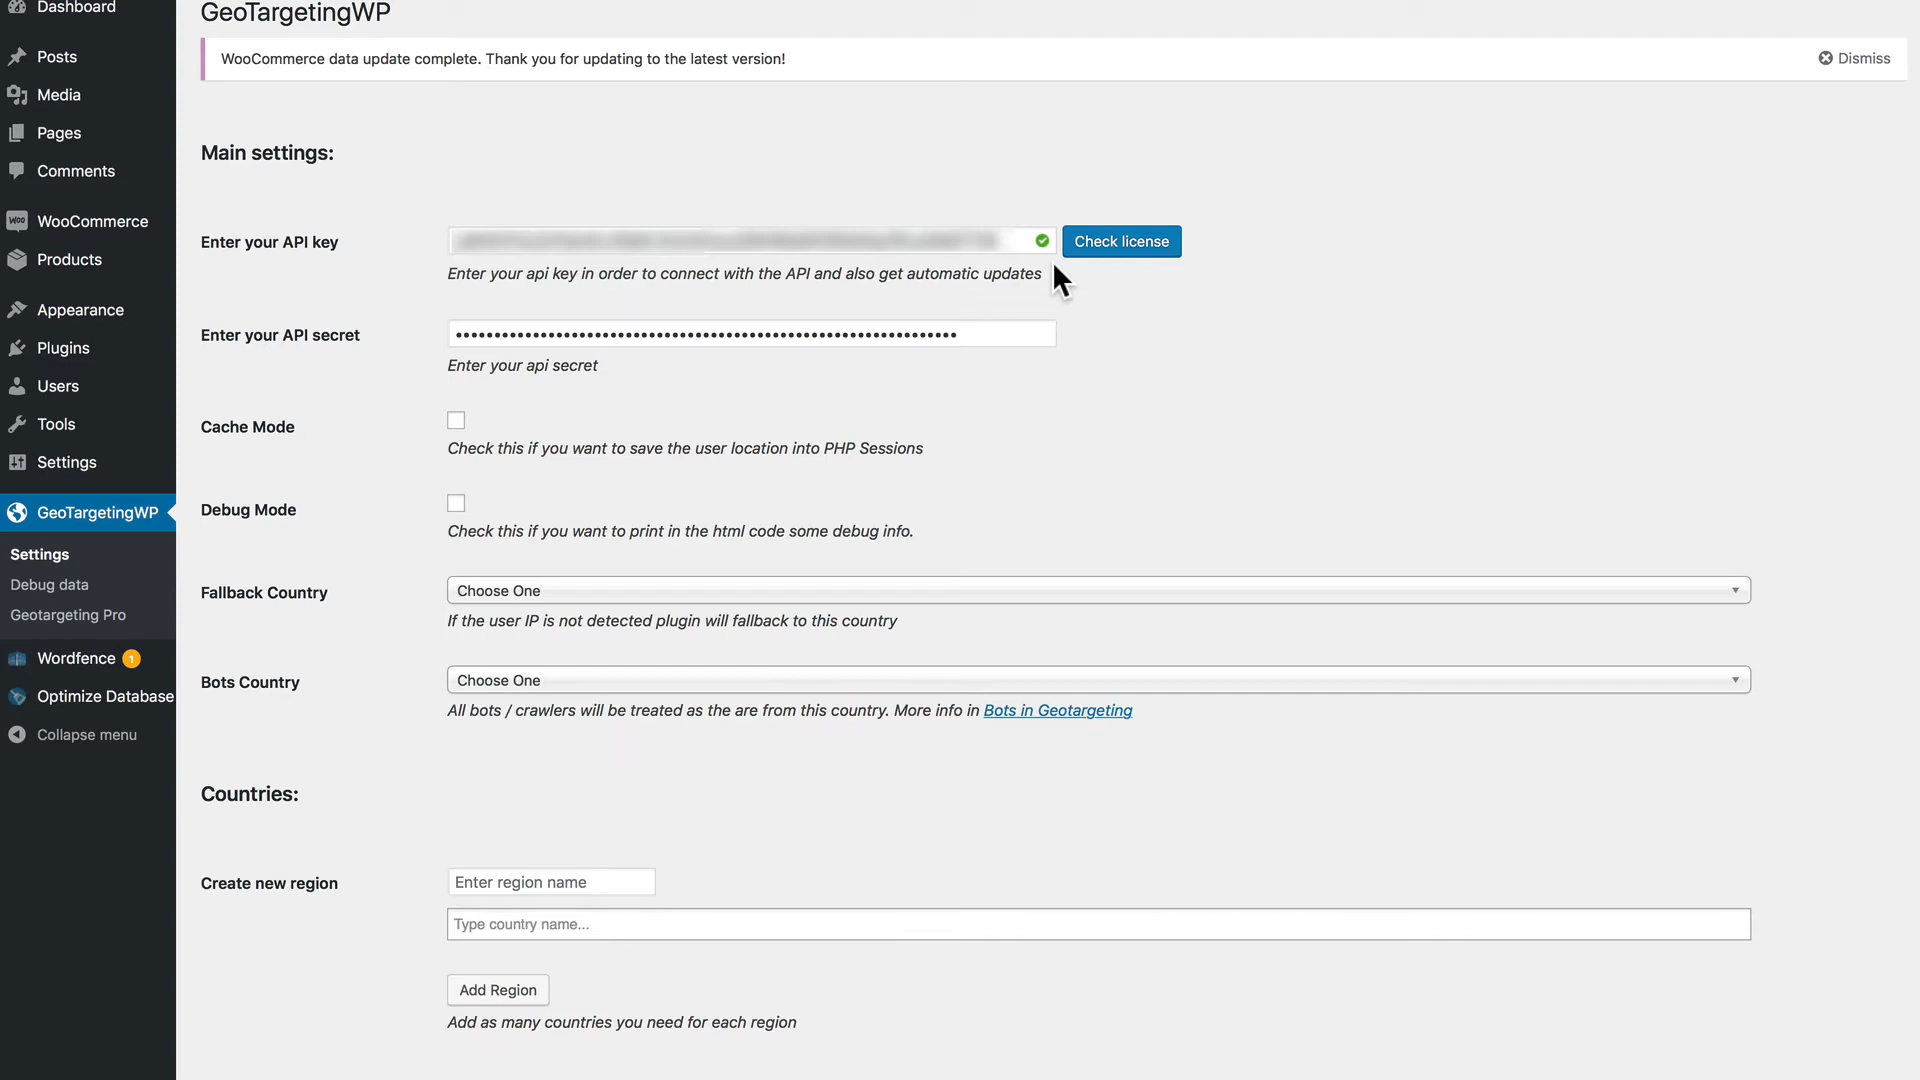 Dashboard
Posts
Media
Pages
Comments
WooCommerce
Products
Appearance
Plugins
Users
Tools
Settings
GeoTargetingWP
Settings
Debug data
Geotargeting Pro
Wordfence 1
Optimize Database
Collapse menu
GeoTargetingWP
WooCommerce data update complete. Thank you for updating to the latest version!
Dismiss
Main settings:
Enter your API key
Check license
Enter your api key in order to connect with the API and also get automatic updates
Enter your API secret
Enter your api secret
Cache Mode
Check this if you want to save the user location into PHP Sessions
Debug Mode
Check this if you want to print in the html code some debug info.
Fallback Country
Choose One
If the user IP is not detected plugin will fallback to this country
Bots Country
Choose One
All bots / crawlers will be treated as the are from this country. More info in Bots in Geotargeting
Countries:
Create new region
Enter region name
Type country name...
Add Region
Add as many countries you need for each region